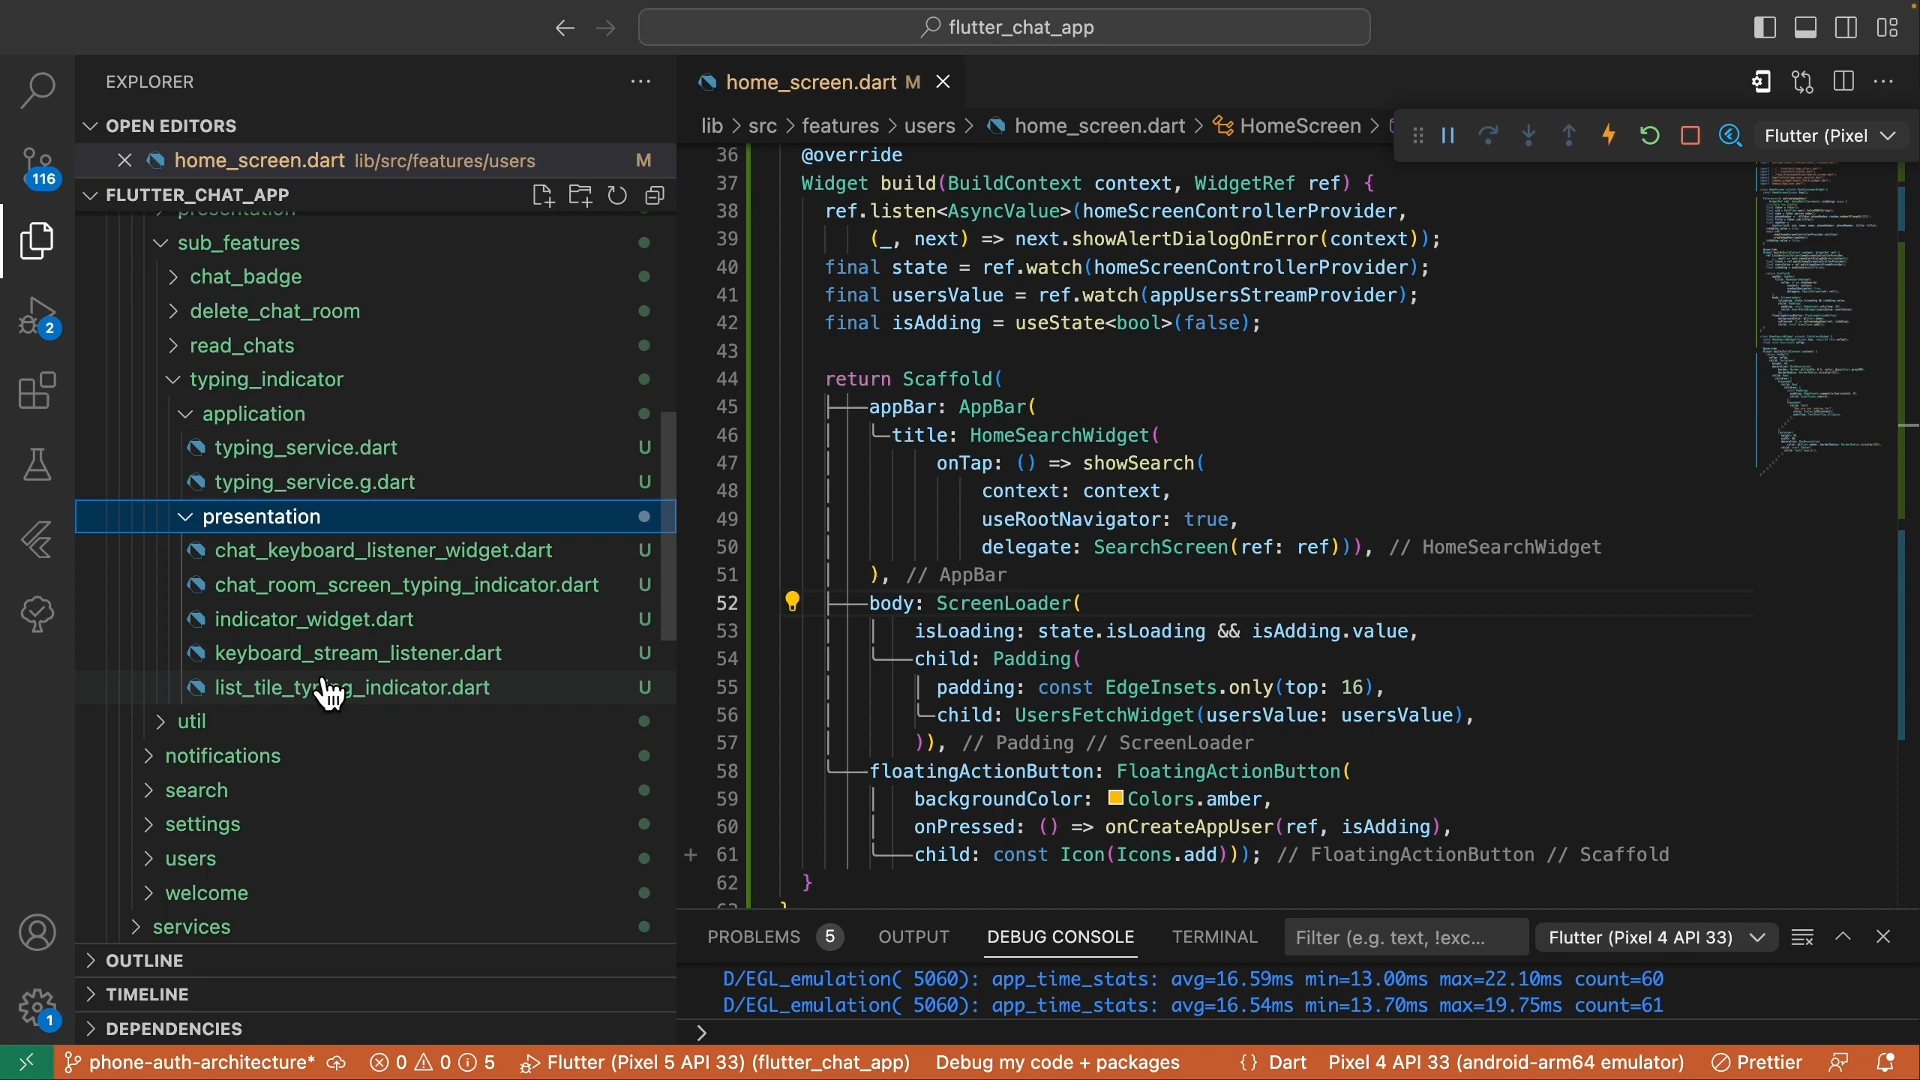 flutter_chat_app
EXPLORER
OPEN EDITORS
home_screen.dart lib/src/features/users M
FLUTTER_CHAT_APP
presentation
sub_features
chat_badge
delete_chat_room
read_chats
typing_indicator
application
typing_service.dart U
typing_service.g.dart U
presentation
chat_keyboard_listener_widget.dart U
chat_room_screen_typing_indicator.dart U
indicator_widget.dart U
keyboard_stream_listener.dart U
list_tile_typing_indicator.dart U
util
notifications
search
settings
users
welcome
services
OUTLINE
TIMELINE
DEPENDENCIES
116
2
1
home_screen.dart M
lib > src > features > users > home_screen.dart > HomeScreen >
Flutter (Pixel
36 @override
37 Widget build(BuildContext context, WidgetRef ref) {
38 ref.listen<AsyncValue>(homeScreenControllerProvider,
39 (_, next) => next.showAlertDialogOnError(context));
40 final state = ref.watch(homeScreenControllerProvider);
41 final usersValue = ref.watch(appUsersStreamProvider);
42 final isAdding = useState<bool>(false);
43
44 return Scaffold(
45 appBar: AppBar(
46 title: HomeSearchWidget(
47 onTap: () => showSearch(
48 context: context,
49 useRootNavigator: true,
50 delegate: SearchScreen(ref: ref))), // HomeSearchWidget
51 ), // AppBar
52 body: ScreenLoader(
53 isLoading: state.isLoading && isAdding.value,
54 child: Padding(
55 padding: const EdgeInsets.only(top: 16),
56 child: UsersFetchWidget(usersValue: usersValue),
57 )), // Padding // ScreenLoader
58 floatingActionButton: FloatingActionButton(
59 backgroundColor: Colors.amber,
60 onPressed: () => onCreateAppUser(ref, isAdding),
61 child: const Icon(Icons.add))); // FloatingActionButton // Scaffold
62 }
PROBLEMS 5 OUTPUT DEBUG CONSOLE TERMINAL Filter (e.g. text, !exc... Flutter (Pixel 4 API 33)
D/EGL_emulation( 5060): app_time_stats: avg=16.59ms min=13.00ms max=22.10ms count=60
D/EGL_emulation( 5060): app_time_stats: avg=16.54ms min=13.70ms max=19.75ms count=61
>
phone-auth-architecture* 0 0 5 Flutter (Pixel 5 API 33) (flutter_chat_app) Debug my code + packages {} Dart Pixel 4 API 33 (android-arm64 emulator) Prettier